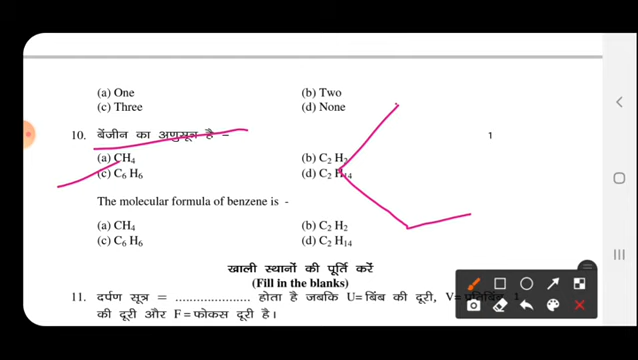 (a) One (b) Two
(c) Three (d) None
10. बेंजीन का अणुसूत्र है – 1
(a) CH₄ (b) C₂ H₂
(c) C₆ H₆ (d) C₂ H₁₄
The molecular formula of benzene is -
(a) CH₄ (b) C₂ H₂
(c) C₆ H₆ (d) C₂ H₁₄
खाली स्थानों की पूर्ति करें
(Fill in the blanks)
11. दर्पण सूत्र = ...................... होता है जबकि U= बिंब की दूरी, V= प्रतिबिंब 1
की दूरी और F = फोकस दूरी है।